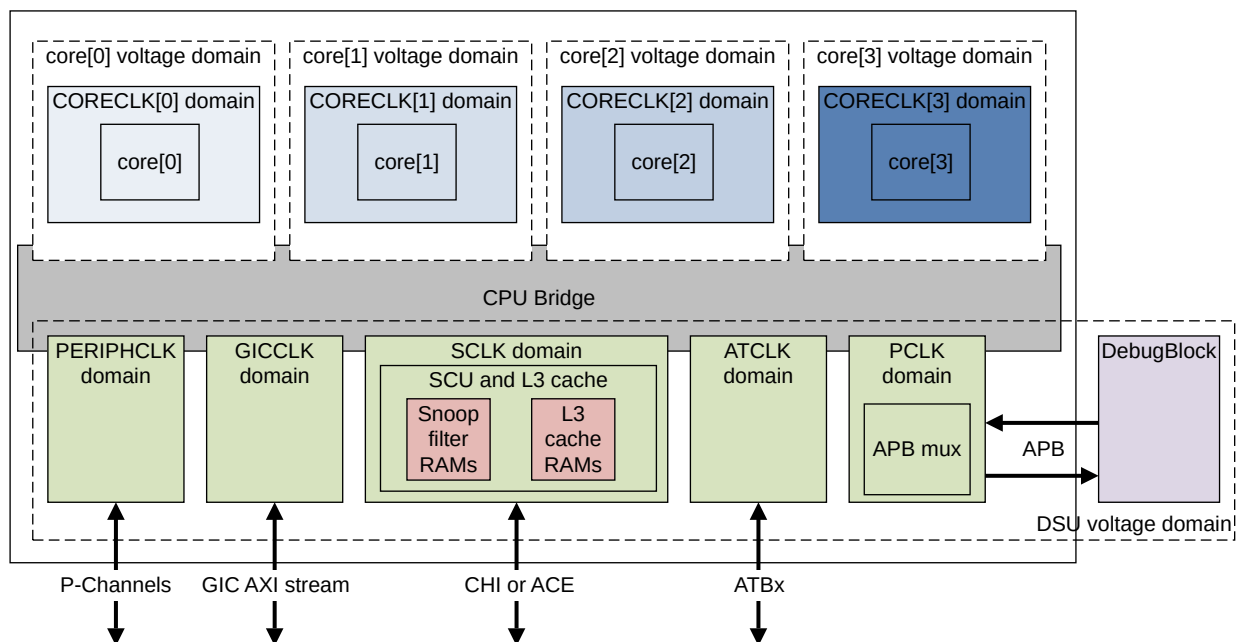 core[0] voltage domain
core[1] voltage domain
core[2] voltage domain
core[3] voltage domain
CORECLK[0] domain
CORECLK[1] domain
CORECLK[2] domain
CORECLK[3] domain
core[0]
core[1]
core[2]
core[3]
CPU Bridge
PERIPHCLK
domain
GICCLK
domain
SCLK domain
SCU and L3 cache
Snoop
filter
RAMs
L3
cache
RAMs
ATCLK
domain
PCLK
domain
APB mux
APB
DebugBlock
DSU voltage domain
P-Channels
GIC AXI stream
CHI or ACE
ATBx